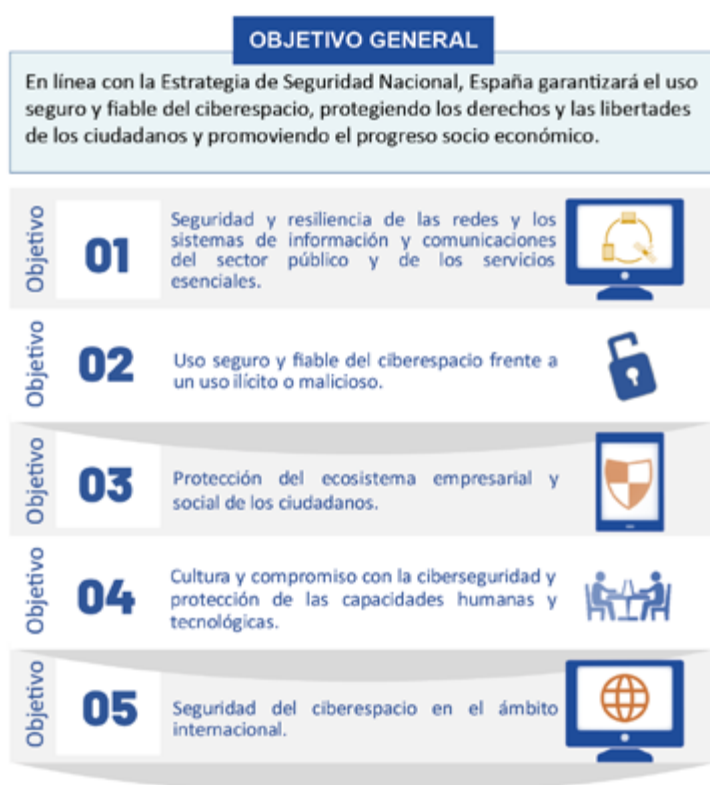 OBJETIVO GENERAL
En línea con la Estrategia de Seguridad Nacional, España garantizará el uso
seguro y fiable del ciberespacio, protegiendo los derechos y las libertades
de los ciudadanos y promoviendo el progreso socio económico.
Objetivo
01
Seguridad y resiliencia de las redes y los
sistemas de información y comunicaciones
del sector público y de los servicios
esenciales.
Objetivo
02
Uso seguro y fiable del ciberespacio frente a
un uso ilícito o malicioso.
Objetivo
03
Protección del ecosistema empresarial y
social de los ciudadanos.
Objetivo
04
Cultura y compromiso con la ciberseguridad y
protección de las capacidades humanas y
tecnológicas.
Objetivo
05
Seguridad del ciberespacio en el ámbito
internacional.